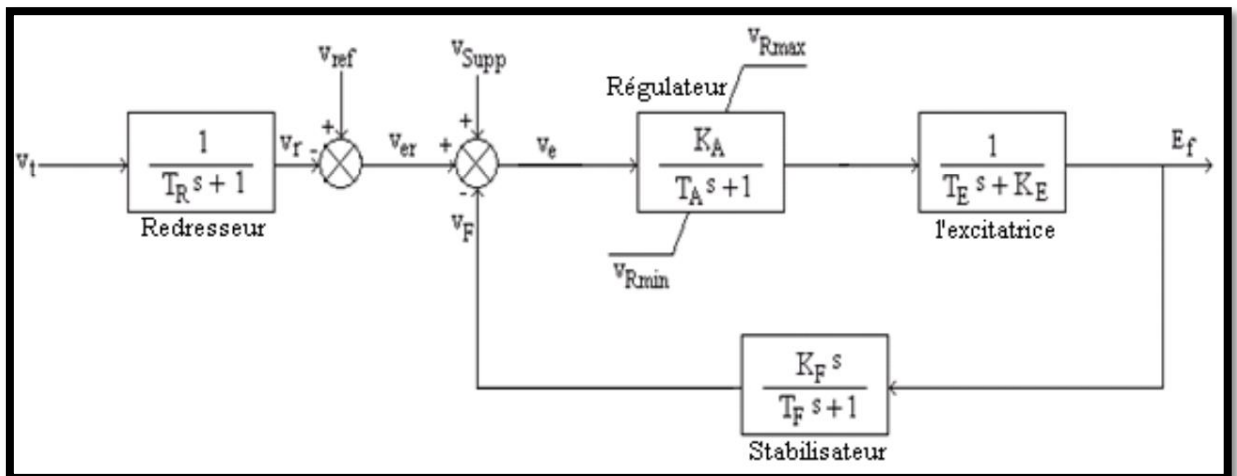 v_ref
v_Supp
v_Rmax
Régulateur
v_t
1
T_R s + 1
Redresseur
v_r
-
+
v_er
+
+
-
v_e
v_F
K_A
T_A s + 1
v_Rmin
1
T_E s + K_E
l'excitatrice
E_f
K_F s
T_F s + 1
Stabilisateur